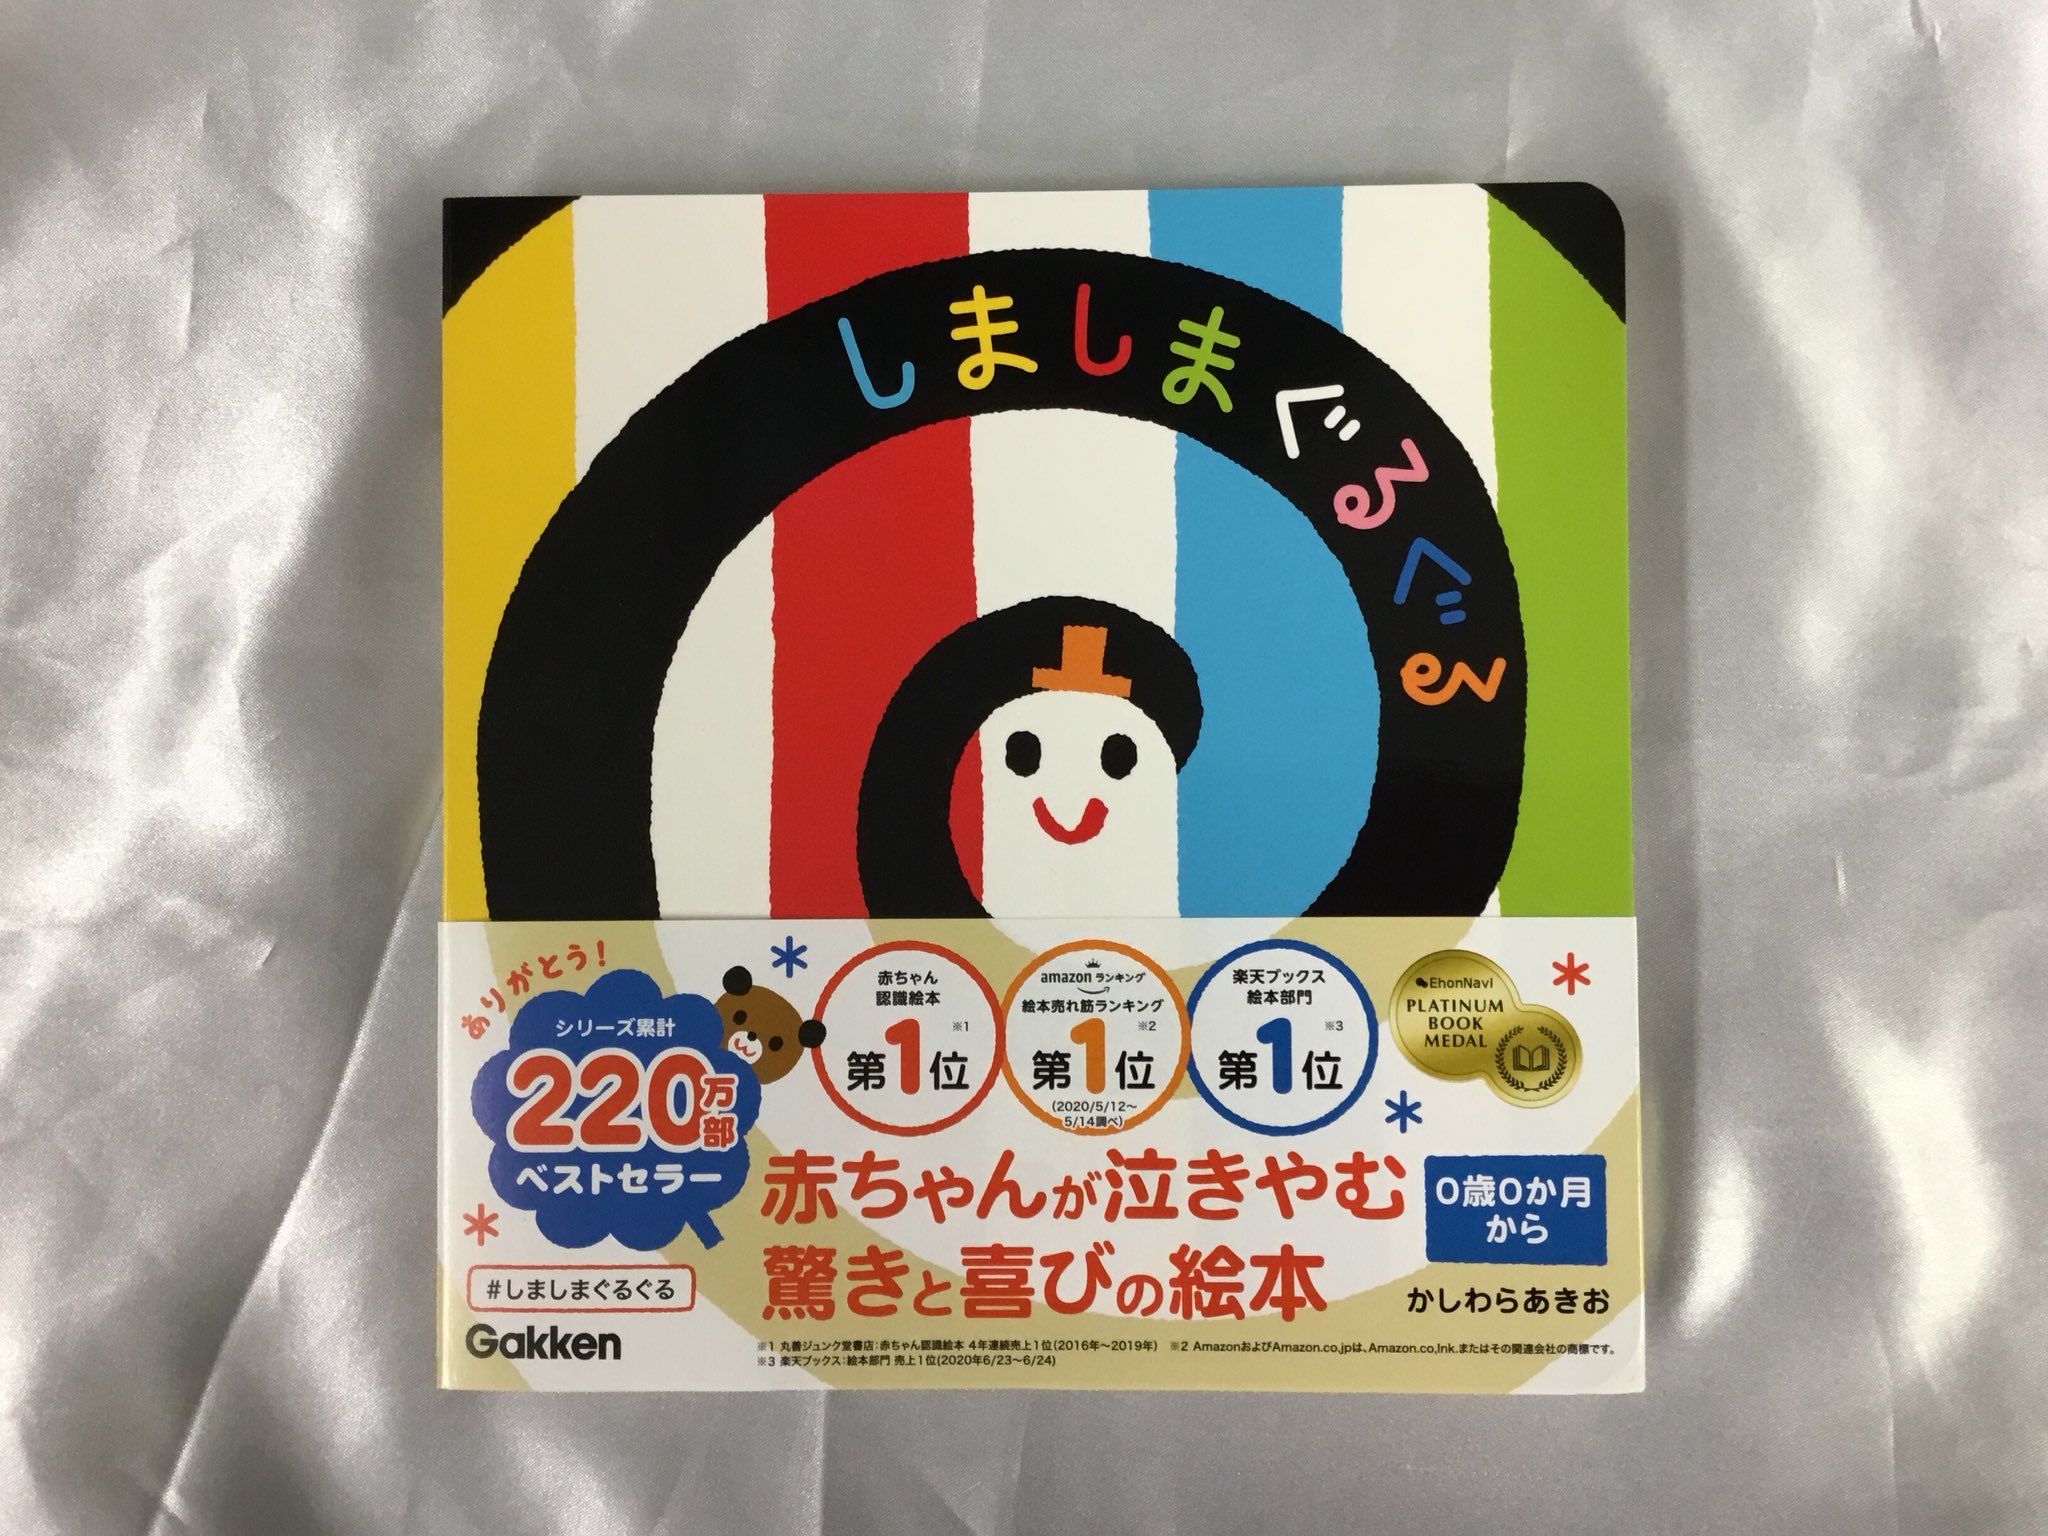 しましまぐるぐる
ありがとう!
シリーズ累計
220万部
ベストセラー
赤ちゃん
認識絵本
第1位 ※1
amazon ランキング
絵本売れ筋ランキング
第1位 ※2
(2020/5/12〜
5/14調べ)
楽天ブックス
絵本部門
第1位 ※3
EhonNavi
PLATINUM
BOOK
MEDAL
赤ちゃんが泣きやむ
驚きと喜びの絵本
0歳0か月
から
#しましまぐるぐる
かしわらあきお
Gakken
※1 丸善ジュンク堂書店:赤ちゃん認識絵本 4年連続売上1位(2016年〜2019年) ※2 AmazonおよびAmazon.co.jpは、Amazon.co,Ink.またはその関連会社の商標です。
※3 楽天ブックス:絵本部門 売上1位(2020年6/23〜6/24)